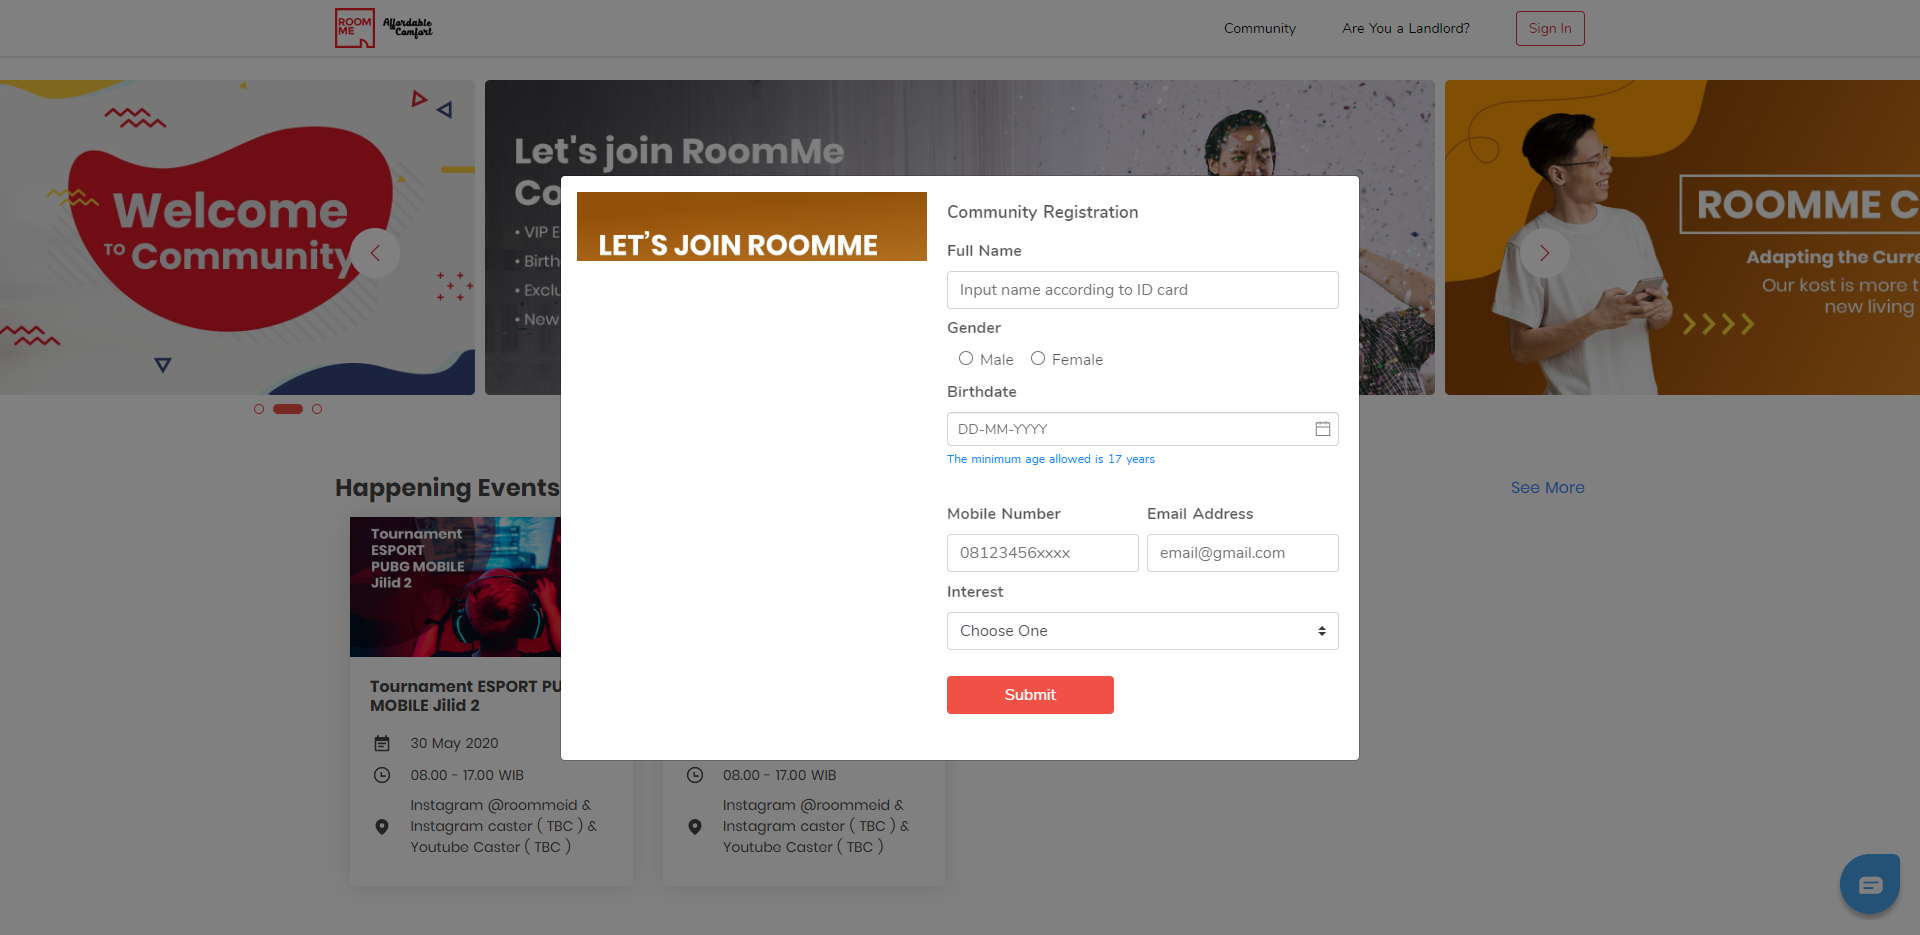 ROOM
ME
Affordable
Comfort
Community
Are You a Landlord?
Sign In
Welcome
TO Community
Let's join RoomMe
Co
• VIP E
• Birth
• Exclu
• New
ROOMME C
Adapting the Curre
Our kost is more t
new living
LET'S JOIN ROOMME
Community Registration
Full Name
Input name according to ID card
Gender
Male
Female
Birthdate
DD-MM-YYYY
The minimum age allowed is 17 years
Mobile Number
Email Address
08123456xxxx
email@gmail.com
Interest
Choose One
Submit
Happening Events
See More
Tournament
ESPORT
PUBG MOBILE
Jilid 2
Tournament ESPORT PU
MOBILE Jilid 2
30 May 2020
08.00 - 17.00 WIB
Instagram @roommeid &
Instagram caster ( TBC ) &
Youtube Caster ( TBC )
08.00 - 17.00 WIB
Instagram @roommeid &
Instagram caster ( TBC ) &
Youtube Caster ( TBC )